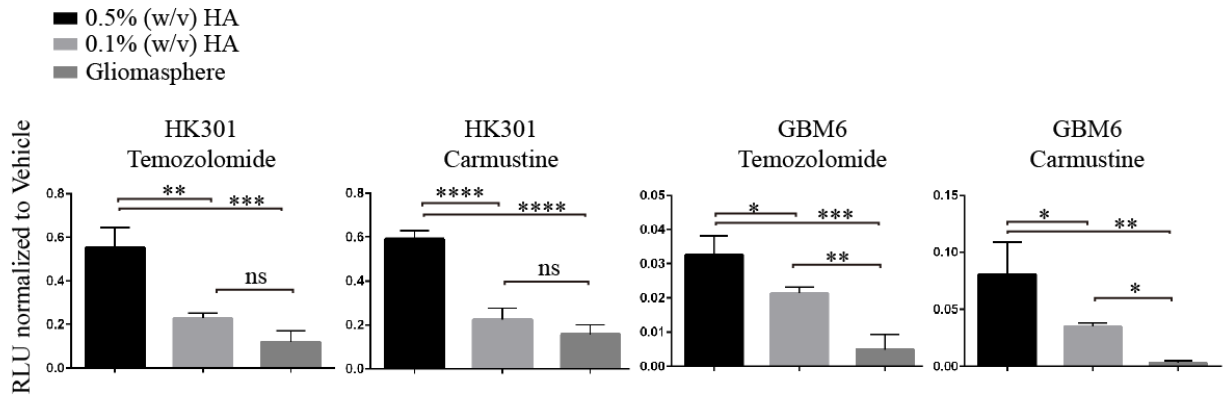 0.5% (w/v) HA
0.1% (w/v) HA
Gliomasphere
RLU normalized to Vehicle
HK301
Temozolomide
0.8
0.6
0.4
0.2
0.0
**
***
ns
HK301
Carmustine
0.8
0.6
0.4
0.2
0.0
****
****
ns
GBM6
Temozolomide
0.05
0.04
0.03
0.02
0.01
0.00
*
***
**
GBM6
Carmustine
0.15
0.10
0.05
0.00
*
**
*